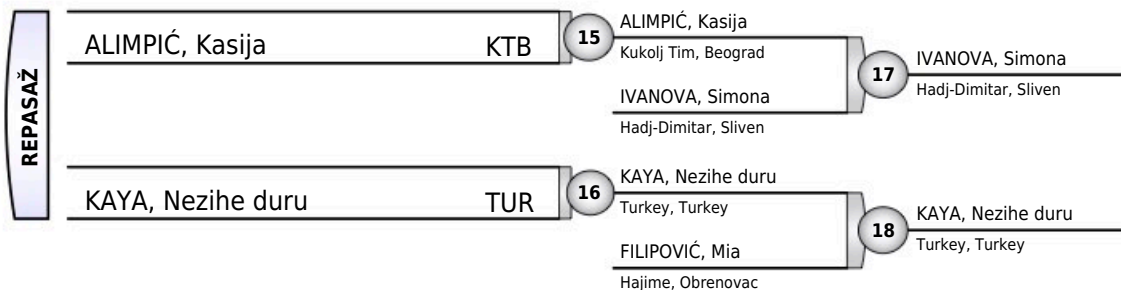 REPASAŽ
ALIMPIĆ, Kasija KTB
15
ALIMPIĆ, Kasija
Kukolj Tim, Beograd
IVANOVA, Simona
Hadj-Dimitar, Sliven
17
IVANOVA, Simona
Hadj-Dimitar, Sliven
KAYA, Nezihe duru TUR
16
KAYA, Nezihe duru
Turkey, Turkey
FILIPOVIĆ, Mia
Hajime, Obrenovac
18
KAYA, Nezihe duru
Turkey, Turkey